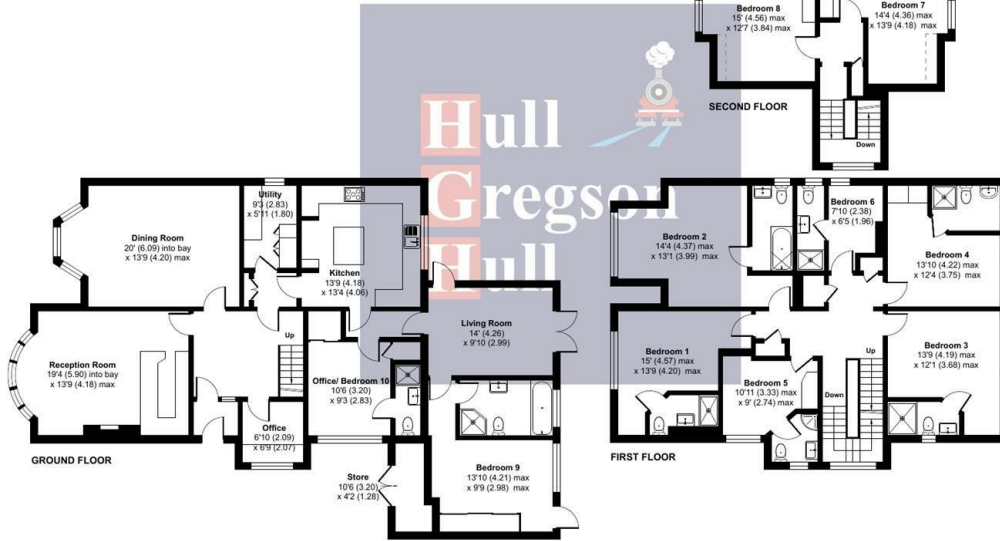 Bedroom 8
15' (4.56) max
x 12'7 (3.84) max
Bedroom 7
14'4 (4.36) max
x 13'9 (4.18) max
SECOND FLOOR
Down
Hull
Gregson
Hull
Utility
9'3 (2.83)
x 5'11 (1.80)
Dining Room
20' (6.09) into bay
x 13'9 (4.20) max
Kitchen
13'9 (4.18)
x 13'4 (4.06)
Living Room
14' (4.26)
x 9'10 (2.99)
Reception Room
19'4 (5.90) into bay
x 13'9 (4.18) max
Up
Office/ Bedroom 10
10'6 (3.20)
x 9'3 (2.83)
Office
6'10 (2.09)
x 6'9 (2.07)
GROUND FLOOR
Store
10'6 (3.20)
x 4'2 (1.28)
Bedroom 9
13'10 (4.21) max
x 9'9 (2.98) max
Bedroom 2
14'4 (4.37) max
x 13'1 (3.99) max
Bedroom 6
7'10 (2.38)
x 6'5 (1.96)
Bedroom 4
13'10 (4.22) max
x 12'4 (3.75) max
Bedroom 1
15' (4.57) max
x 13'9 (4.20) max
Bedroom 5
10'11 (3.33) max
x 9' (2.74) max
Up
Down
Bedroom 3
13'9 (4.19) max
x 12'1 (3.68) max
FIRST FLOOR